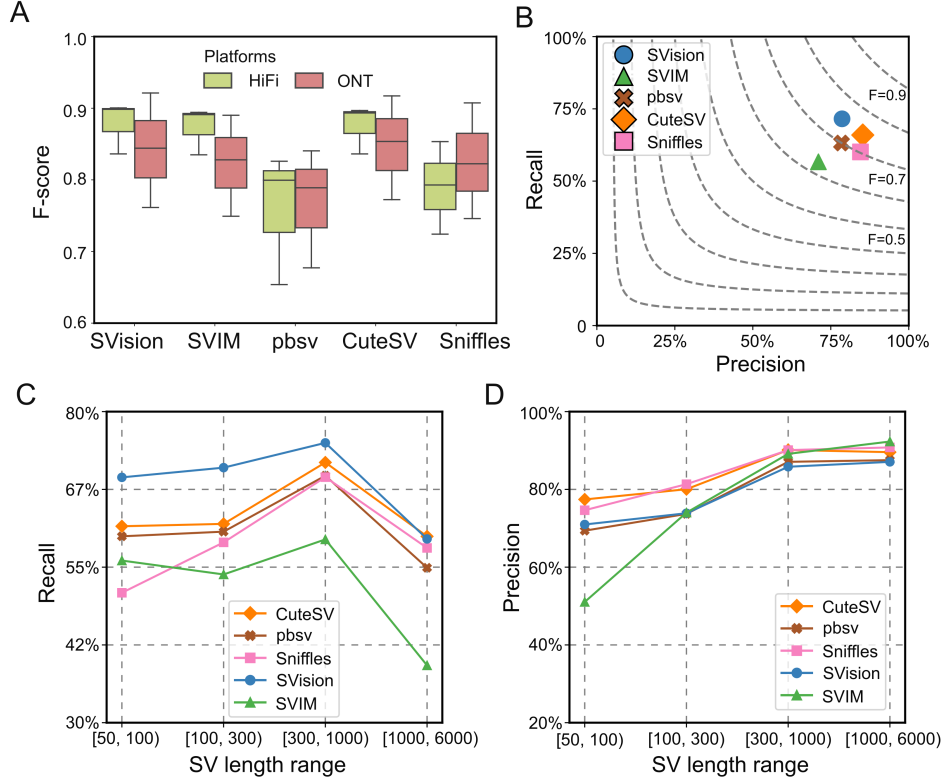 A
Platforms
HiFi
ONT
F-score
1.0
0.9
0.8
0.7
0.6
SVision
SVIM
pbsv
CuteSV
Sniffles
B
SVision
SVIM
pbsv
CuteSV
Sniffles
F=0.9
F=0.7
F=0.5
Recall
100%
75%
50%
25%
0
0
25%
50%
75%
100%
Precision
C
Recall
80%
67%
55%
42%
30%
CuteSV
pbsv
Sniffles
SVision
SVIM
[50, 100)
[100, 300)
[300, 1000)
[1000, 6000)
SV length range
D
Precision
100%
80%
60%
40%
20%
CuteSV
pbsv
Sniffles
SVision
SVIM
[50, 100)
[100, 300)
[300, 1000)
[1000, 6000)
SV length range